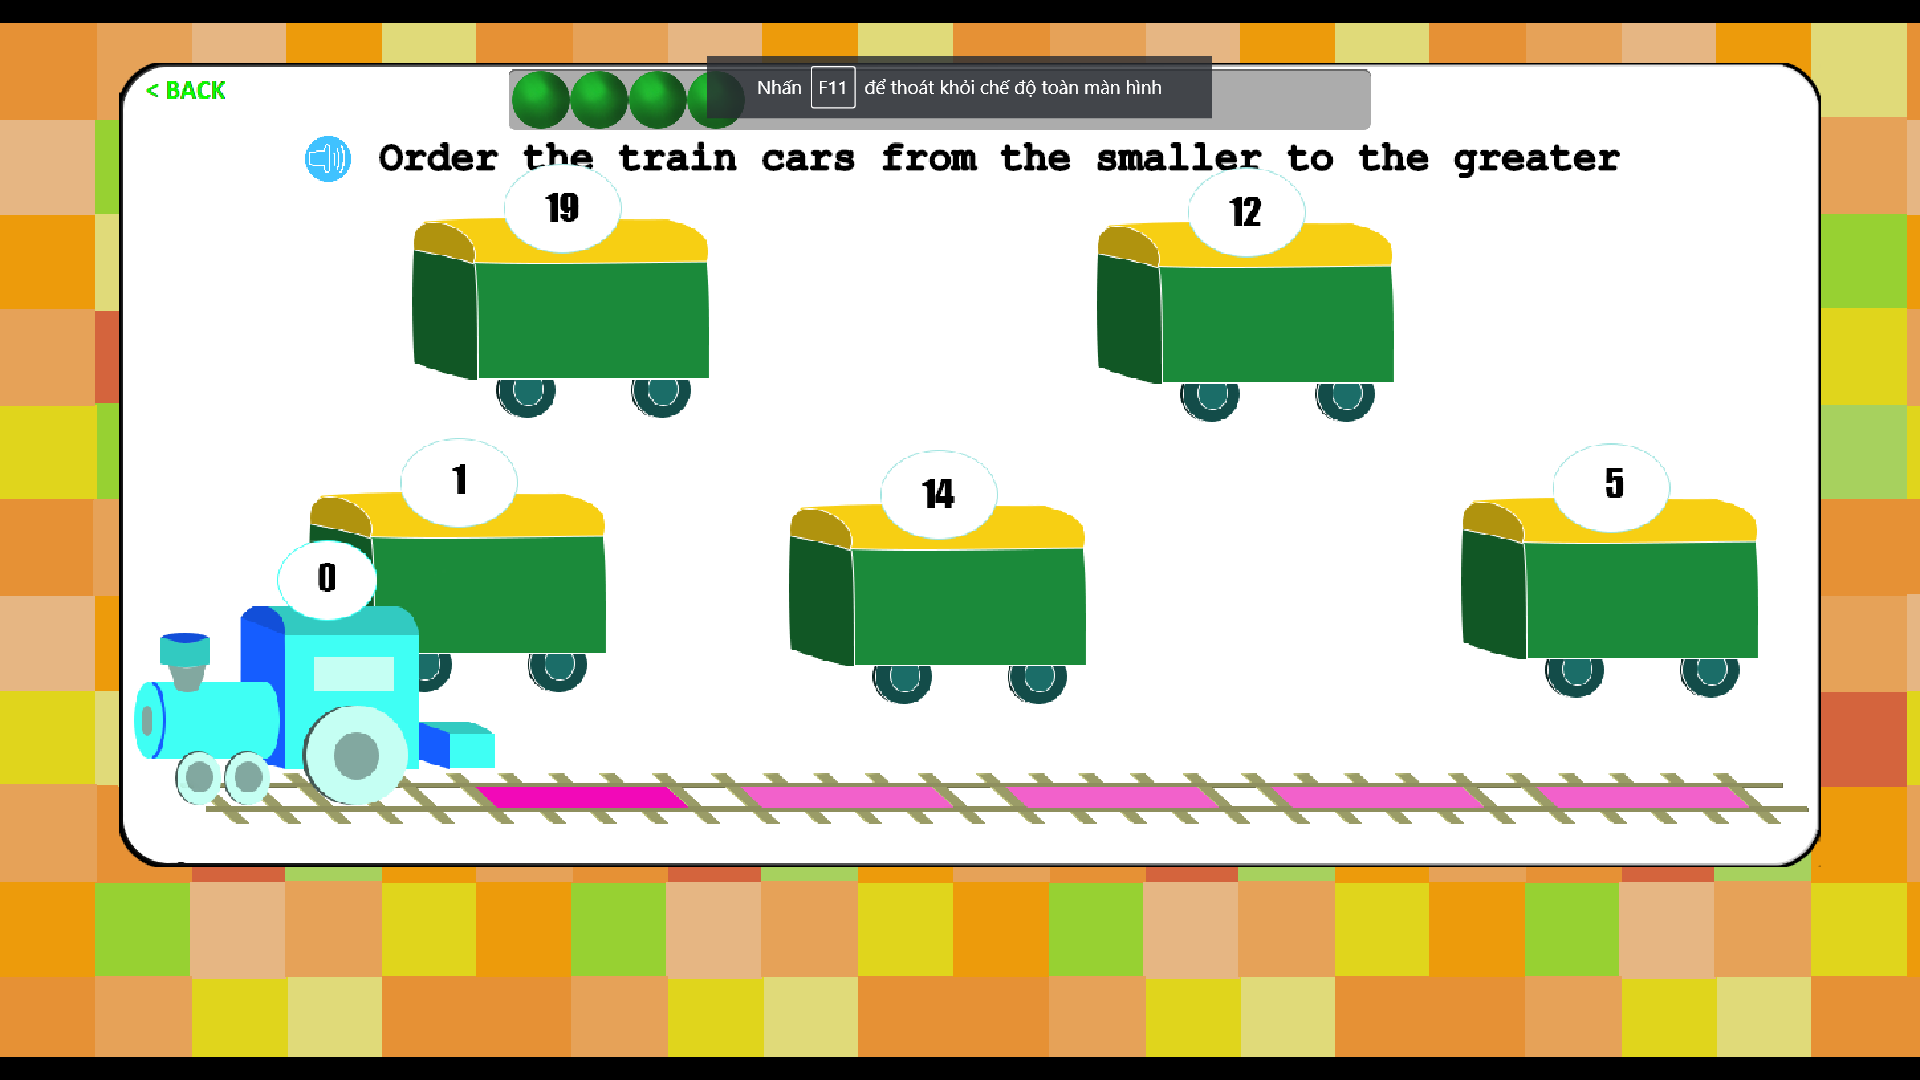 < BACK
Nhấn F11 để thoát khỏi chế độ toàn màn hình
Order the train cars from the smaller to the greater
19
12
1
14
5
0